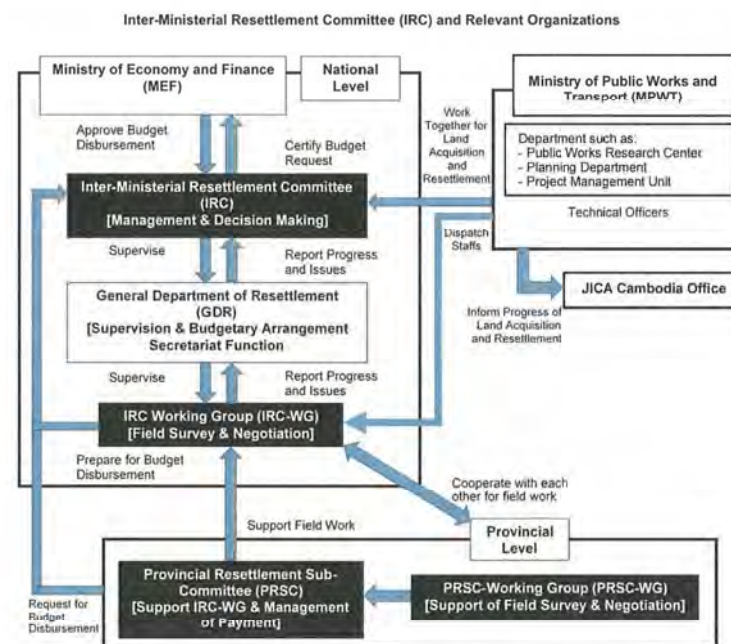 Inter-Ministerial Resettlement Committee (IRC) and Relevant Organizations
Ministry of Economy and Finance
(MEF)
National
Level
Ministry of Public Works and
Transport (MPWT)
Approve Budget
Disbursement
Certify Budget
Request
Work
Together for
Land
Acquisition
and
Resettlement
Department such as:
- Public Works Research Center
- Planning Department
- Project Management Unit
Technical Officers
Inter-Ministerial Resettlement Committee
(IRC)
[Management & Decision Making]
Supervise
Report Progress
and Issues
Dispatch
Staffs
General Department of Resettlement
(GDR)
[Supervision & Budgetary Arrangement
Secretariat Function
JICA Cambodia Office
Inform Progress of
Land Acquisition
and Resettlement
Supervise
Report Progress
and Issues
IRC Working Group (IRC-WG)
[Field Survey & Negotiation]
Prepare for Budget
Disbursement
Cooperate with each
other for field work
Support Field Work
Provincial
Level
Provincial Resettlement Sub-
Committee (PRSC)
[Support IRC-WG & Management
of Payment]
PRSC-Working Group (PRSC-WG)
[Support of Field Survey & Negotiation]
Request for
Budget
Disbursement